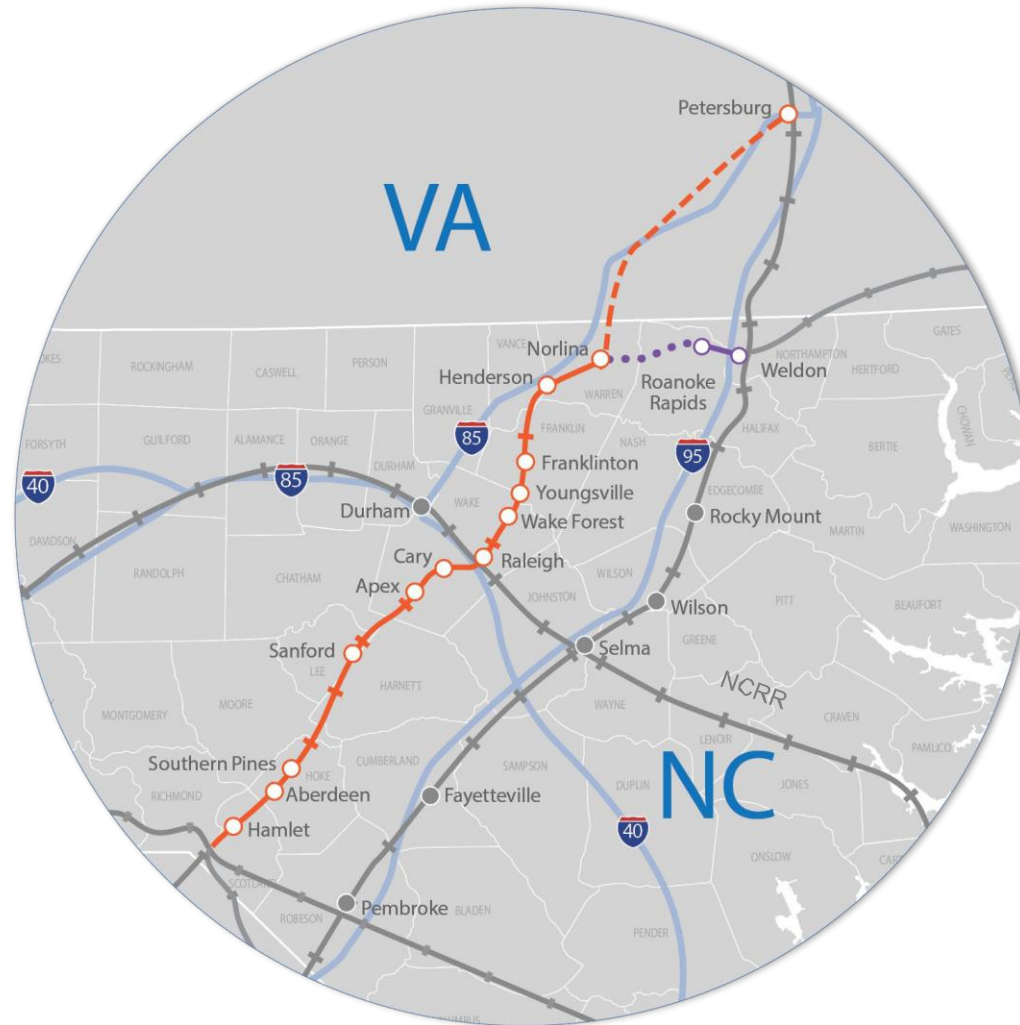 Petersburg
VA
OKES
ROCKINGHAM
CASWELL
PERSON
VANCE
Norlina
NORTHAMPTON
GATES
HERTFORD
Weldon
Henderson
WARREN
Roanoke
Rapids
CHOWAN
GRANVILLE
FRANKLIN
NASH
HALIFAX
BERTIE
FORSYTH
GUILFORD
ALAMANCE
ORANGE
DURHAM
85
95
40
85
Franklinton
EDGECOMBE
Youngsville
Durham
WAKE
Wake Forest
Rocky Mount
MARTIN
WASHINGTON
DAVIDSON
RANDOLPH
CHATHAM
Cary
Raleigh
WILSON
Apex
JOHNSTON
Wilson
PITT
BEAUFORT
Sanford
LEE
Selma
GREENE
HARNETT
NCRR
MONTGOMERY
MOORE
WAYNE
LENOIR
CRAVEN
PAMLICO
Southern Pines
HOKE
CUMBERLAND
SAMPSON
DUPLIN
NC
JONES
RICHMOND
Aberdeen
Fayetteville
Hamlet
40
ONSLOW
CART
SCOTLAND
ROBESON
Pembroke
BLADEN
PENDER
OLUMBUS